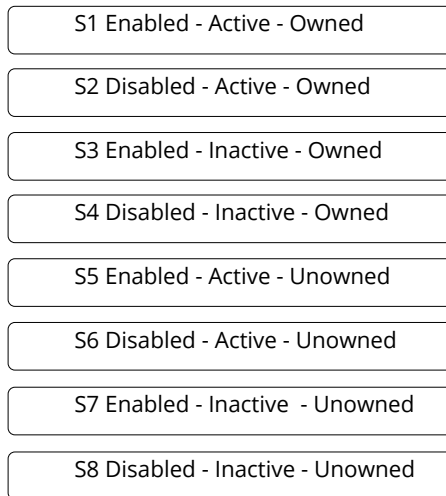 S1 Enabled - Active - Owned
S2 Disabled - Active - Owned
S3 Enabled - Inactive - Owned
S4 Disabled - Inactive - Owned
S5 Enabled - Active - Unowned
S6 Disabled - Active - Unowned
S7 Enabled - Inactive  - Unowned
S8 Disabled - Inactive - Unowned